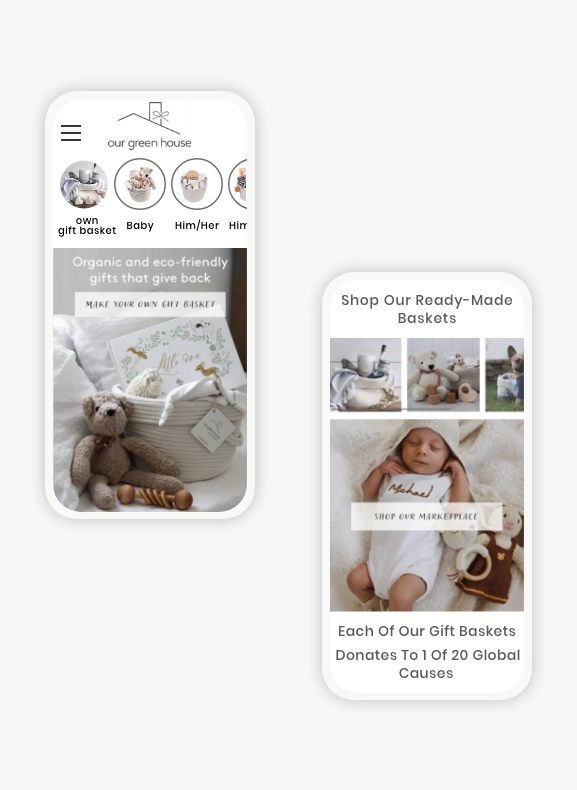 our green house
own
gift basket
Baby
Him/Her
Him
Organic and eco-friendly
gifts that give back
MAKE YOUR OWN GIFT BASKET
little one
Shop Our Ready-Made
Baskets
Michael
SHOP OUR MARKETPLACE
Each Of Our Gift Baskets
Donates To 1 Of 20 Global
Causes